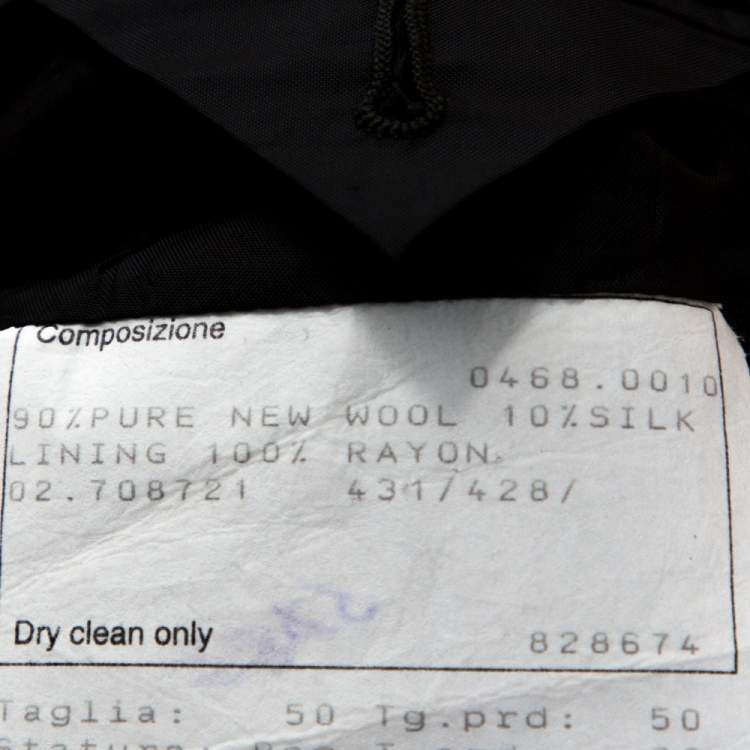 Composizione
0468.0010
90%PURE NEW WOOL 10%SILK
LINING 100% RAYON.
02.708721 431/428/
Dry clean only 828674
Taglia: 50 Tg.prd: 50